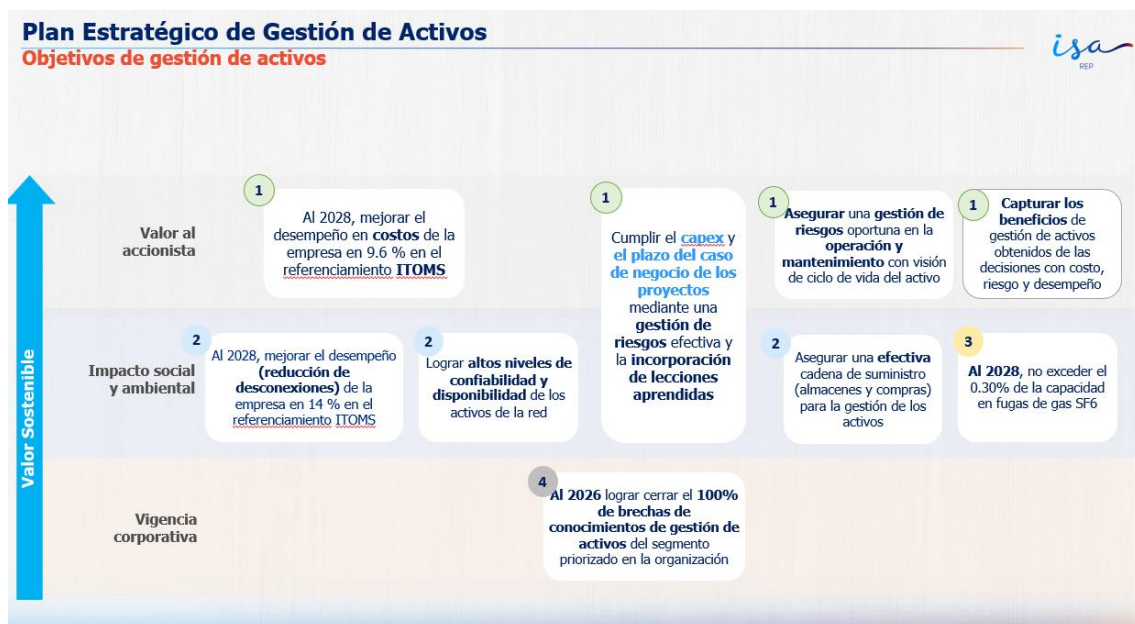 Plan Estratégico de Gestión de Activos
Objetivos de gestión de activos
isa
REP
Valor Sostenible
Valor al
accionista
1
Al 2028, mejorar el
desempeño en costos de la
empresa en 9.6 % en el
referenciamiento ITOMS
1
Cumplir el capex y
el plazo del caso
de negocio de los
proyectos
mediante una
gestión de
riesgos efectiva y
la incorporación
de lecciones
aprendidas
1
Asegurar una gestión de
riesgos oportuna en la
operación y
mantenimiento con visión
de ciclo de vida del activo
1
Capturar los
beneficios de
gestión de activos
obtenidos de las
decisiones con costo,
riesgo y desempeño
Impacto social
y ambiental
2
Al 2028, mejorar el desempeño
(reducción de
desconexiones) de la
empresa en 14 % en el
referenciamiento ITOMS
2
Lograr altos niveles de
confiabilidad y
disponibilidad de los
activos de la red
2
Asegurar una efectiva
cadena de suministro
(almacenes y compras)
para la gestión de los
activos
3
Al 2028, no exceder el
0.30% de la capacidad
en fugas de gas SF6
Vigencia
corporativa
4
Al 2026 lograr cerrar el 100%
de brechas de
conocimientos de gestión de
activos del segmento
priorizado en la organización